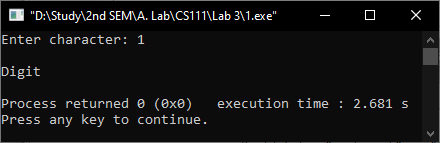 "D:\Study\2nd SEM\A. Lab\CS111\Lab 3\1.exe"
Enter character: 1
Digit
Process returned 0 (0x0)   execution time : 2.681 s
Press any key to continue.